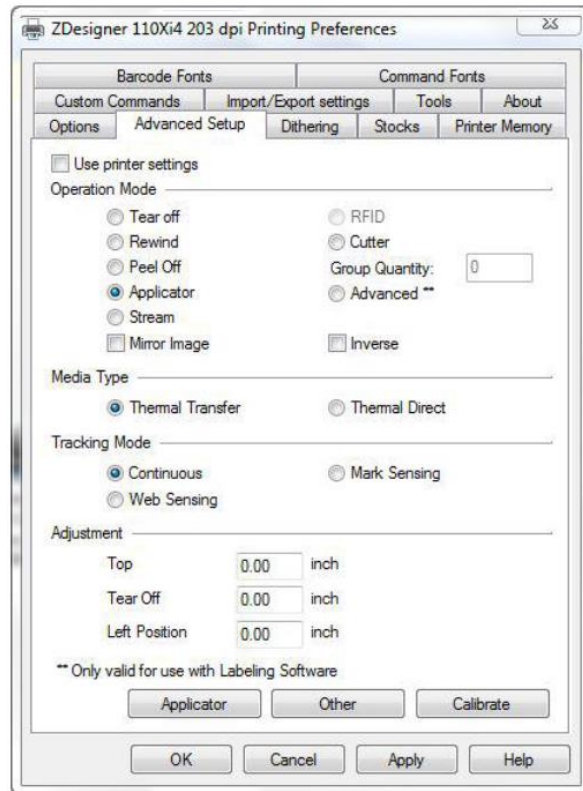 ZDesigner 110Xi4 203 dpi Printing Preferences
Barcode Fonts Command Fonts
Custom Commands Import/Export settings Tools About
Options Advanced Setup Dithering Stocks Printer Memory
Use printer settings
Operation Mode
Tear off RFID
Rewind Cutter
Peel Off Group Quantity: 0
Applicator Advanced **
Stream
Mirror Image Inverse
Media Type
Thermal Transfer Thermal Direct
Tracking Mode
Continuous Mark Sensing
Web Sensing
Adjustment
Top 0.00 inch
Tear Off 0.00 inch
Left Position 0.00 inch
** Only valid for use with Labeling Software
Applicator Other Calibrate
OK Cancel Apply Help